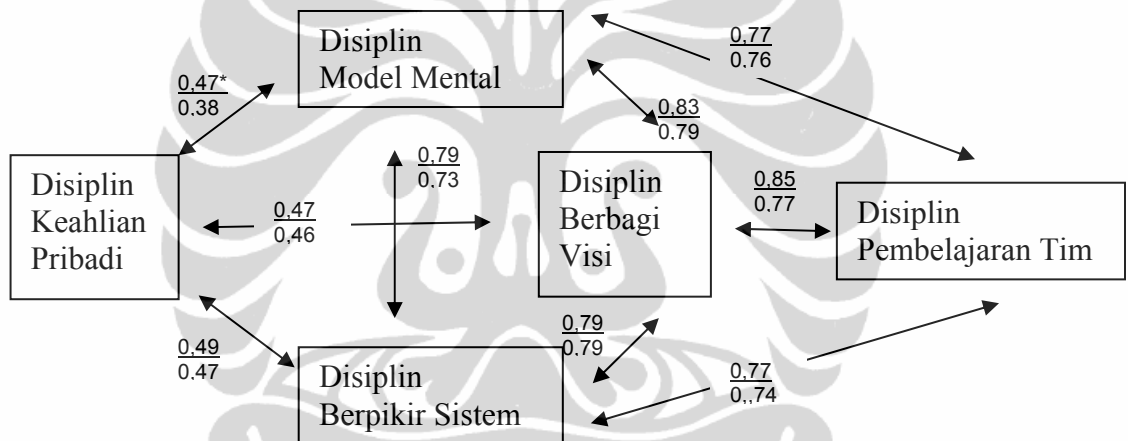 Disiplin
Model Mental
0,77
0.76
0,47*
0.38
0,83
0.79
0,79
0.73
Disiplin
Keahlian
Pribadi
0,47
0.46
Disiplin
Berbagi
Visi
0,85
0.77
Disiplin
Pembelajaran Tim
0,49
0.47
0,79
0.79
Disiplin
Berpikir Sistem
0,77
0,.74